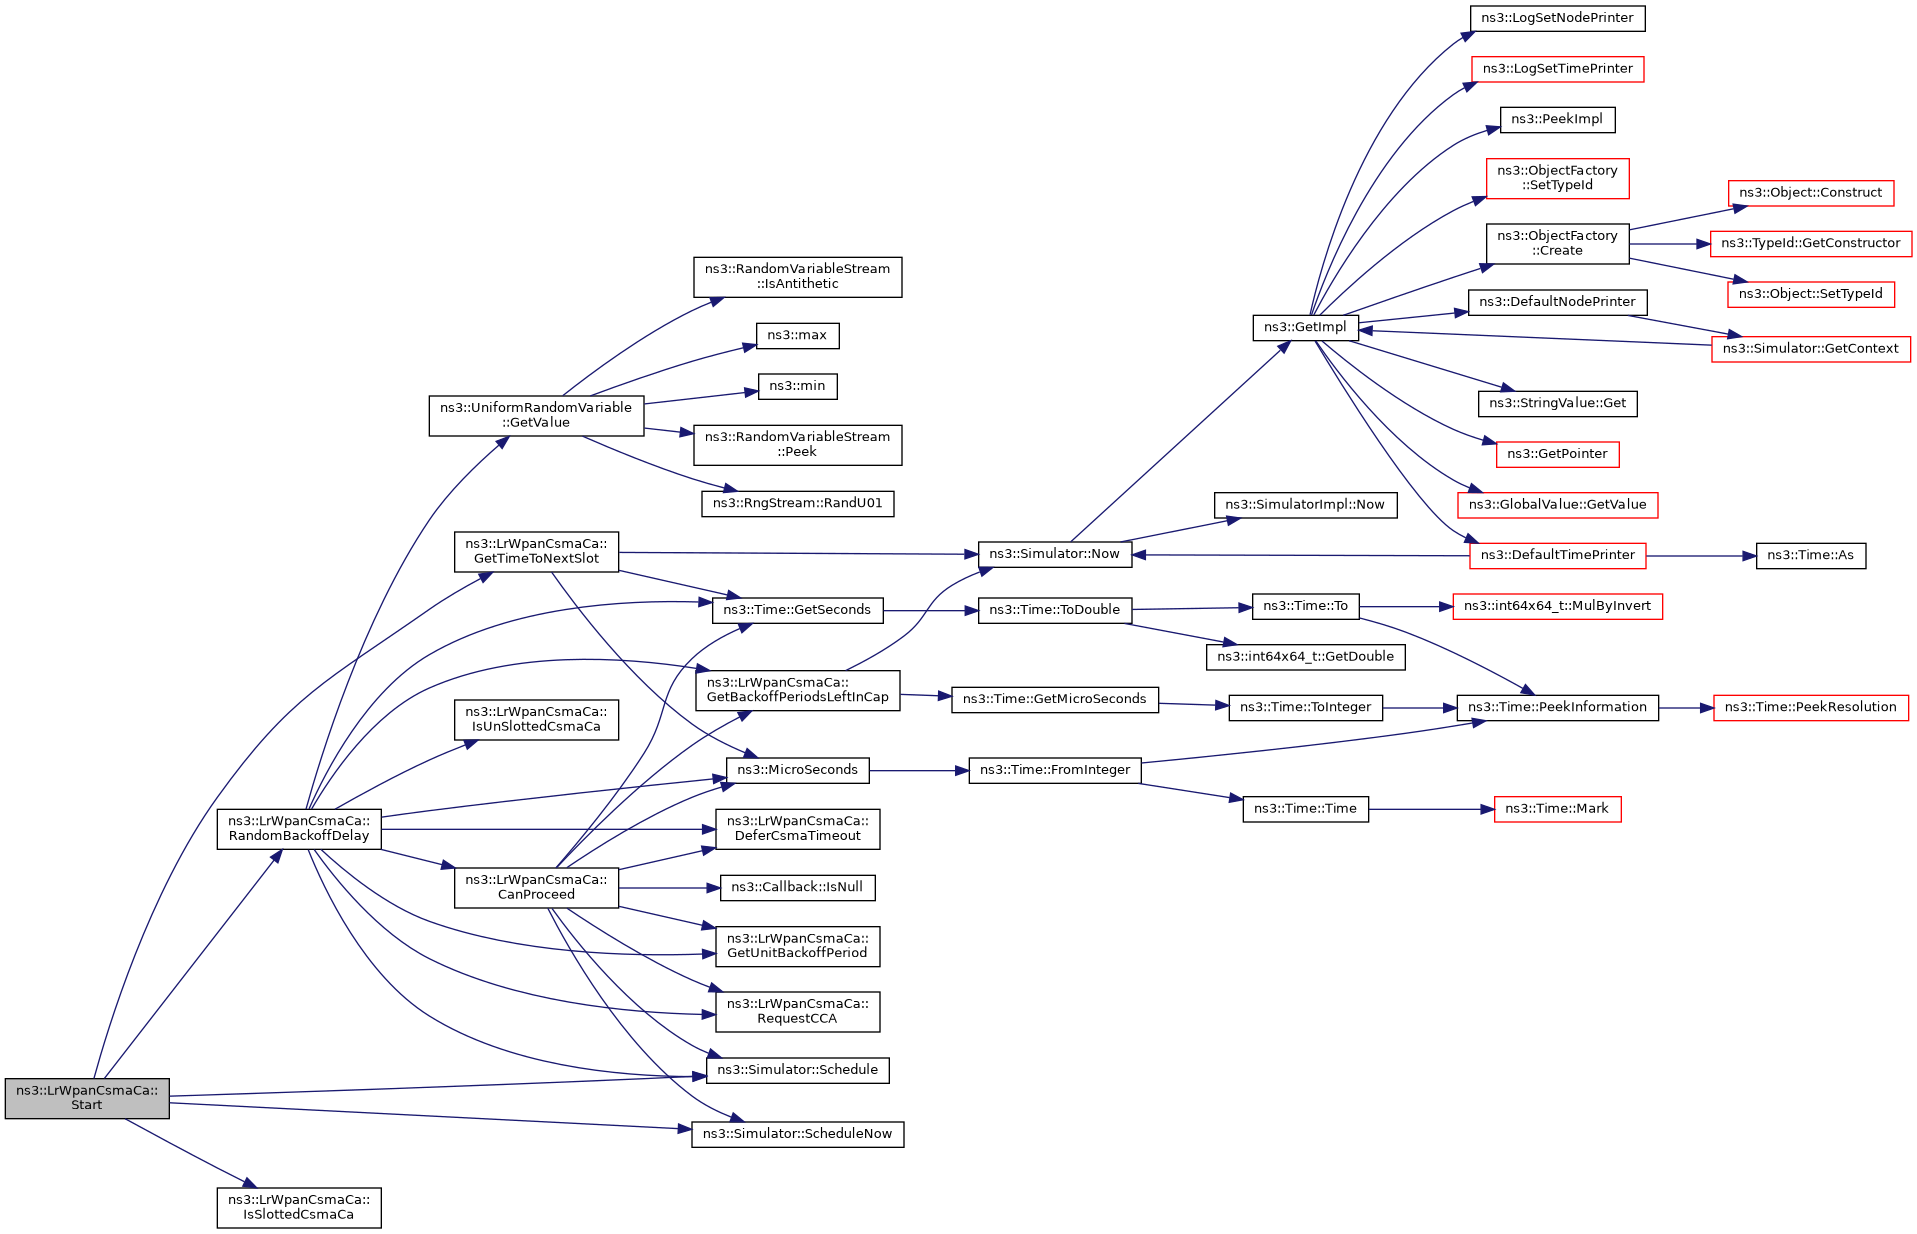 ns3::LogSetNodePrinter
ns3::LogSetTimePrinter
ns3::PeekImpl
ns3::ObjectFactory
::SetTypeId
ns3::Object::Construct
ns3::ObjectFactory
::Create
ns3::TypeId::GetConstructor
ns3::RandomVariableStream
::IsAntithetic
ns3::Object::SetTypeId
ns3::DefaultNodePrinter
ns3::GetImpl
ns3::max
ns3::Simulator::GetContext
ns3::min
ns3::StringValue::Get
ns3::UniformRandomVariable
::GetValue
ns3::RandomVariableStream
::Peek
ns3::GetPointer
ns3::RngStream::RandU01
ns3::SimulatorImpl::Now
ns3::GlobalValue::GetValue
ns3::LrWpanCsmaCa::
GetTimeToNextSlot
ns3::Simulator::Now
ns3::DefaultTimePrinter
ns3::Time::As
ns3::Time::GetSeconds
ns3::Time::ToDouble
ns3::Time::To
ns3::int64x64_t::MulByInvert
ns3::int64x64_t::GetDouble
ns3::LrWpanCsmaCa::
GetBackoffPeriodsLeftInCap
ns3::Time::GetMicroSeconds
ns3::Time::ToInteger
ns3::Time::PeekInformation
ns3::Time::PeekResolution
ns3::LrWpanCsmaCa::
IsUnSlottedCsmaCa
ns3::MicroSeconds
ns3::Time::FromInteger
ns3::Time::Time
ns3::Time::Mark
ns3::LrWpanCsmaCa::
RandomBackoffDelay
ns3::LrWpanCsmaCa::
DeferCsmaTimeout
ns3::LrWpanCsmaCa::
CanProceed
ns3::Callback::IsNull
ns3::LrWpanCsmaCa::
GetUnitBackoffPeriod
ns3::LrWpanCsmaCa::
RequestCCA
ns3::Simulator::Schedule
ns3::LrWpanCsmaCa::
Start
ns3::Simulator::ScheduleNow
ns3::LrWpanCsmaCa::
IsSlottedCsmaCa